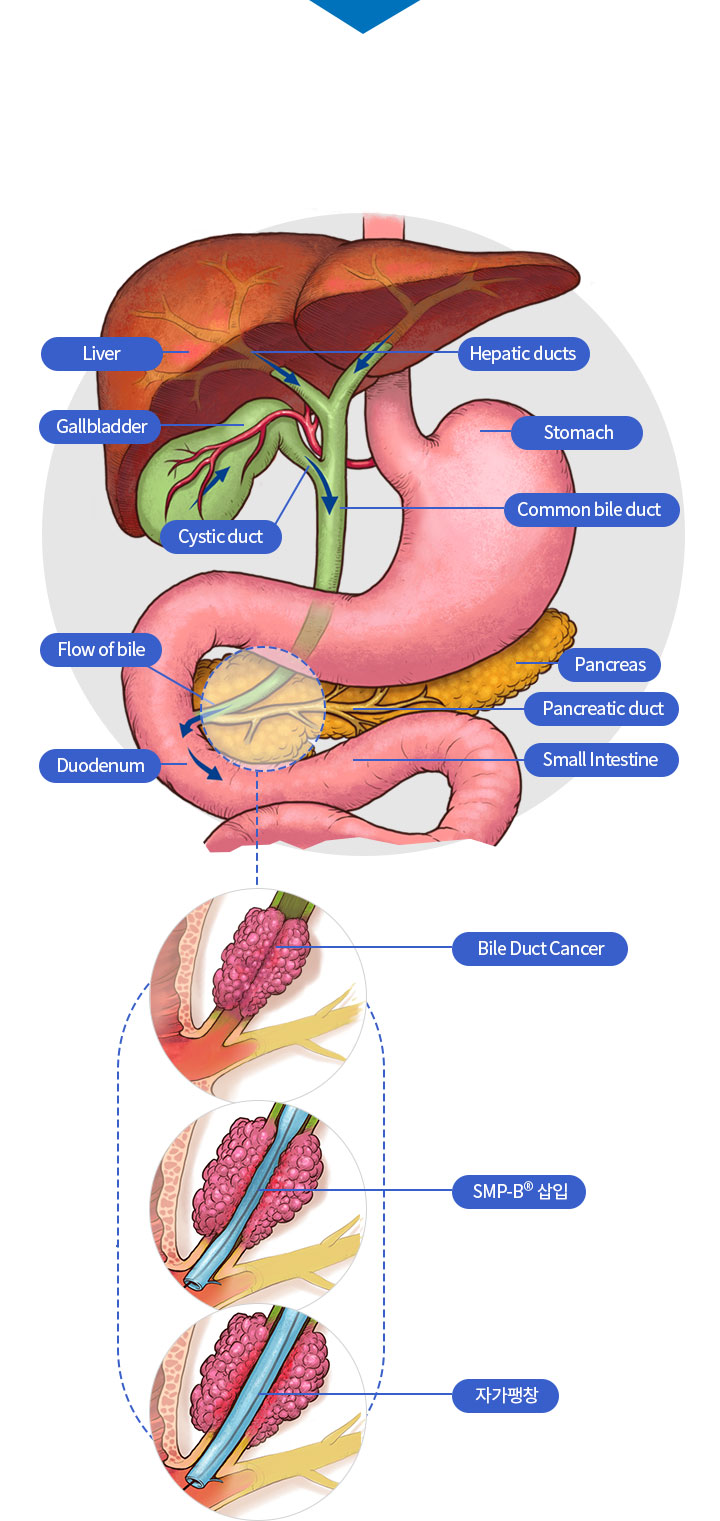 Liver
Hepatic ducts
Gallbladder
Stomach
Common bile duct
Cystic duct
Flow of bile
Pancreas
Pancreatic duct
Duodenum
Small Intestine
Bile Duct Cancer
SMP-B® 삽입
자가팽창